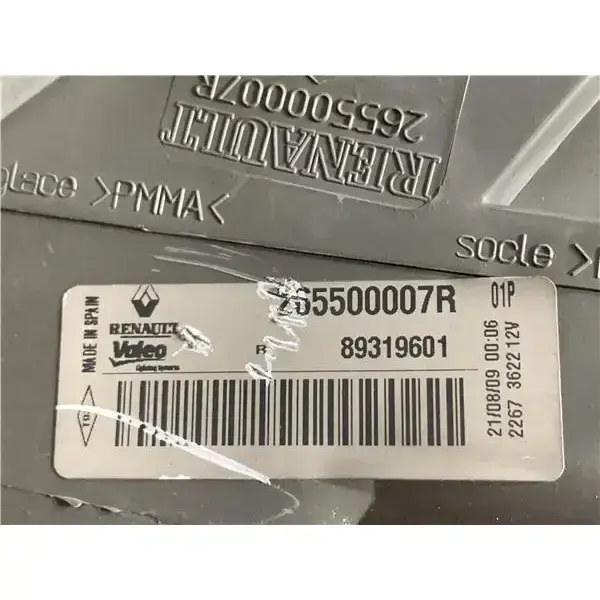 265500007R
RENAULT
glace >PMMA<
socle >
MADE IN SPAIN
RENAULT
Valeo
265500007R
01P
89319601
21/08/09 00:06
2267 3622 12V